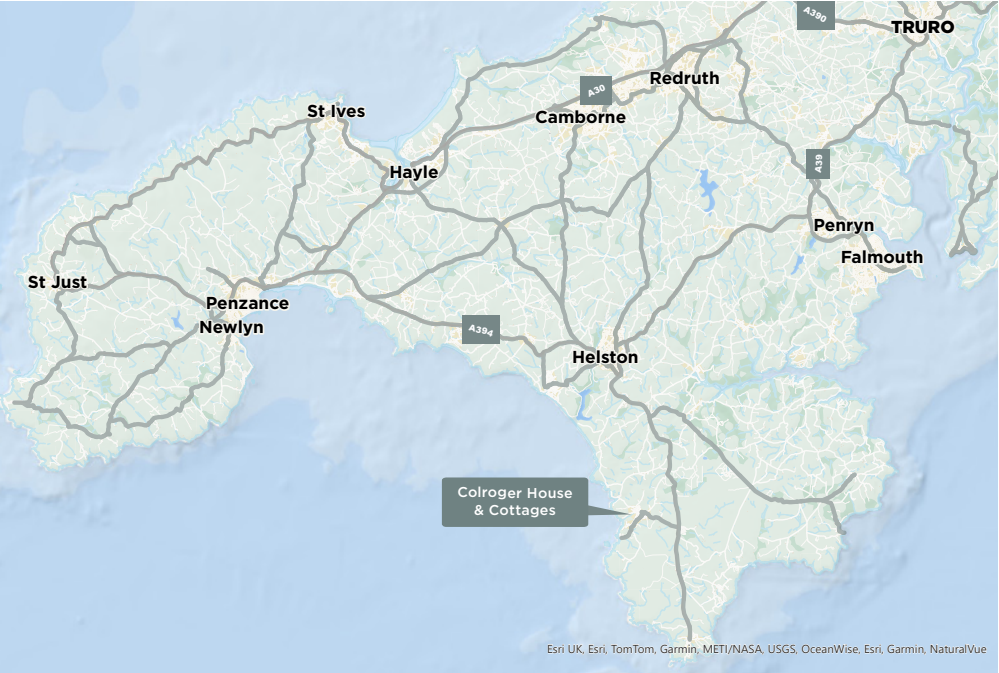 A390
TRURO
Redruth
A30
St Ives
Camborne
A39
Hayle
Penryn
Falmouth
St Just
Penzance
Newlyn
A394
Helston
Colroger House
& Cottages
Esri UK, Esri, TomTom, Garmin, METI/NASA, USGS, OceanWise, Esri, Garmin, NaturalVue